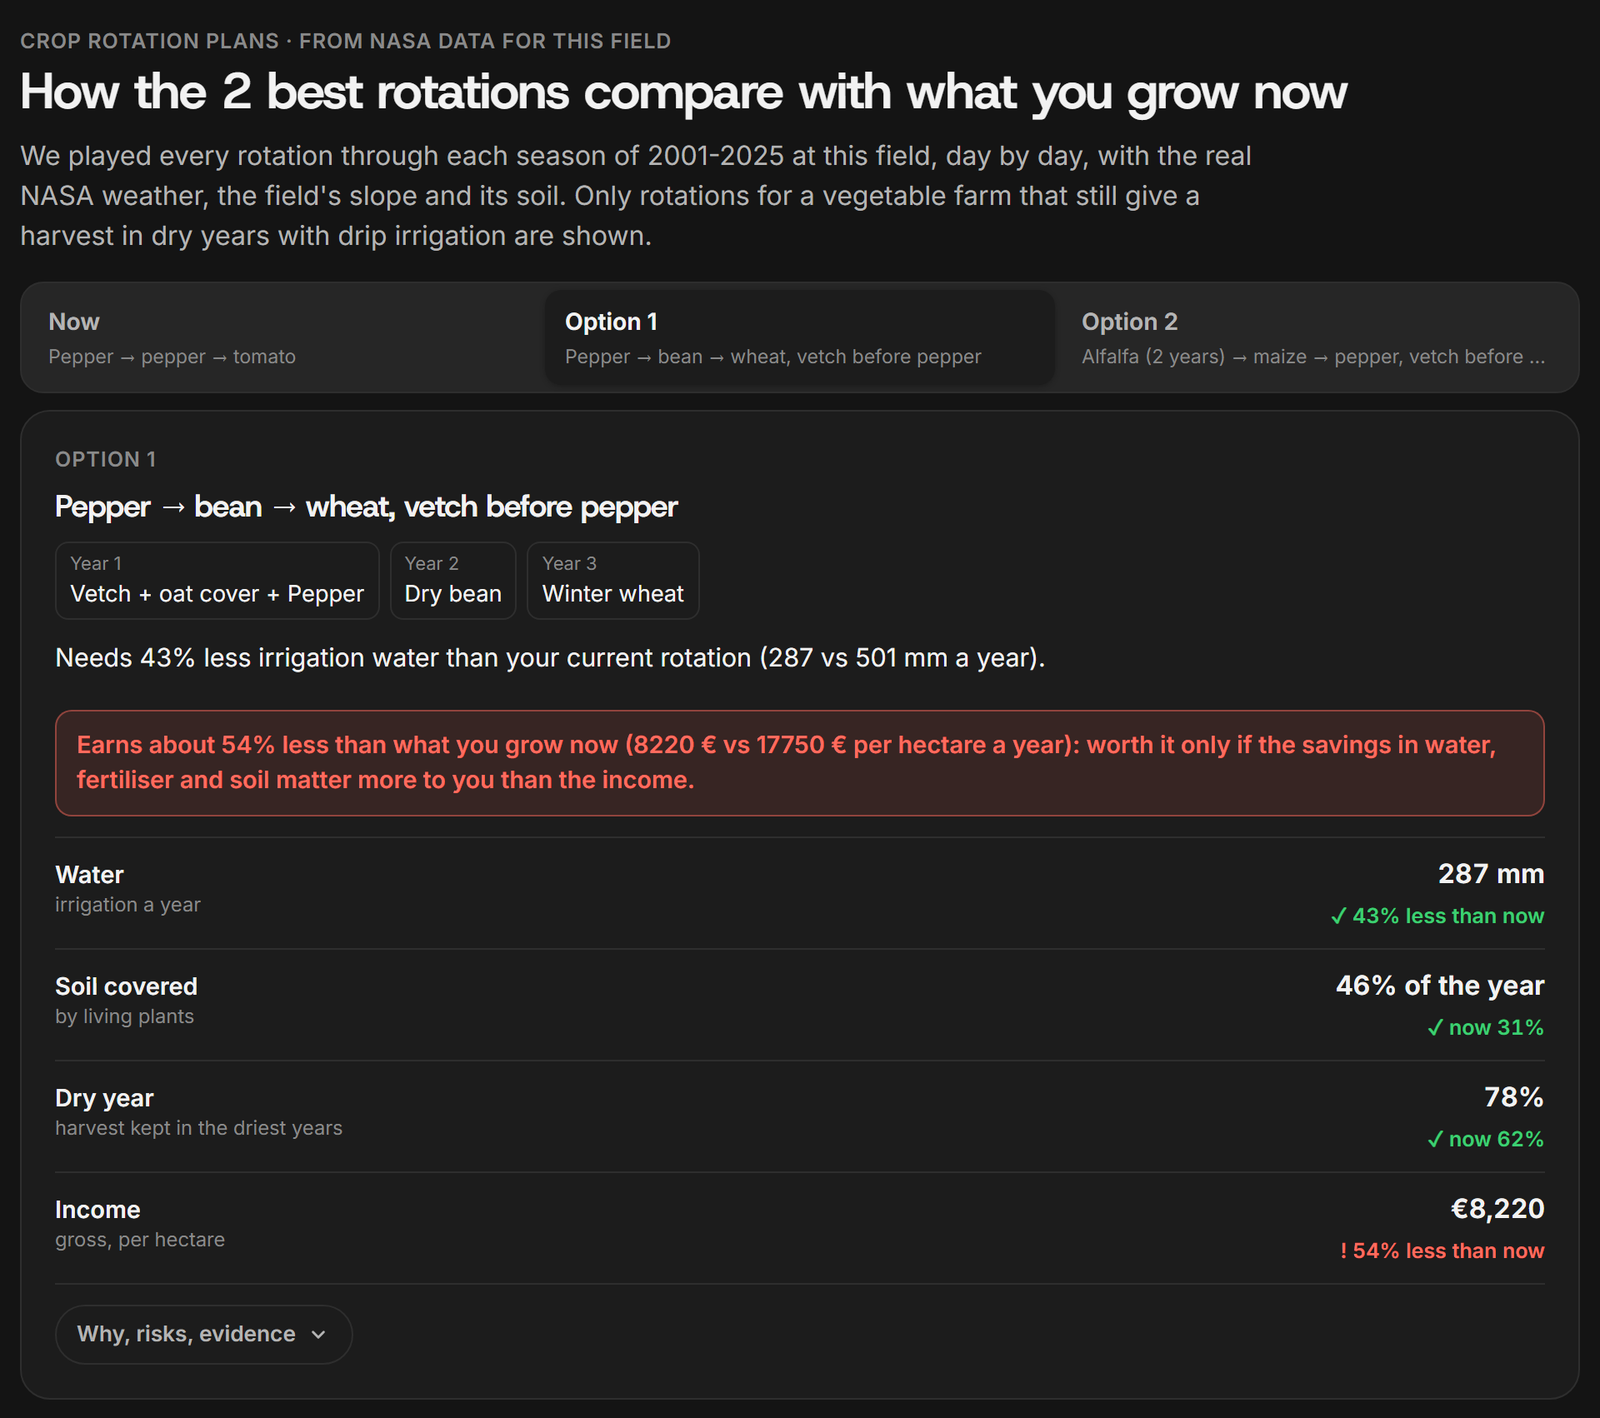 CROP ROTATION PLANS · FROM NASA DATA FOR THIS FIELD
How the 2 best rotations compare with what you grow now
We played every rotation through each season of 2001-2025 at this field, day by day, with the real
NASA weather, the field's slope and its soil. Only rotations for a vegetable farm that still give a
harvest in dry years with drip irrigation are shown.
Now
Pepper → pepper → tomato
Option 1
Pepper → bean → wheat, vetch before pepper
Option 2
Alfalfa (2 years) → maize → pepper, vetch before ...
OPTION 1
Pepper → bean → wheat, vetch before pepper
Year 1
Vetch + oat cover + Pepper
Year 2
Dry bean
Year 3
Winter wheat
Needs 43% less irrigation water than your current rotation (287 vs 501 mm a year).
Earns about 54% less than what you grow now (8220 € vs 17750 € per hectare a year): worth it only if the savings in water,
fertiliser and soil matter more to you than the income.
Water
irrigation a year
287 mm
✓ 43% less than now
Soil covered
by living plants
46% of the year
✓ now 31%
Dry year
harvest kept in the driest years
78%
✓ now 62%
Income
gross, per hectare
€8,220
! 54% less than now
Why, risks, evidence